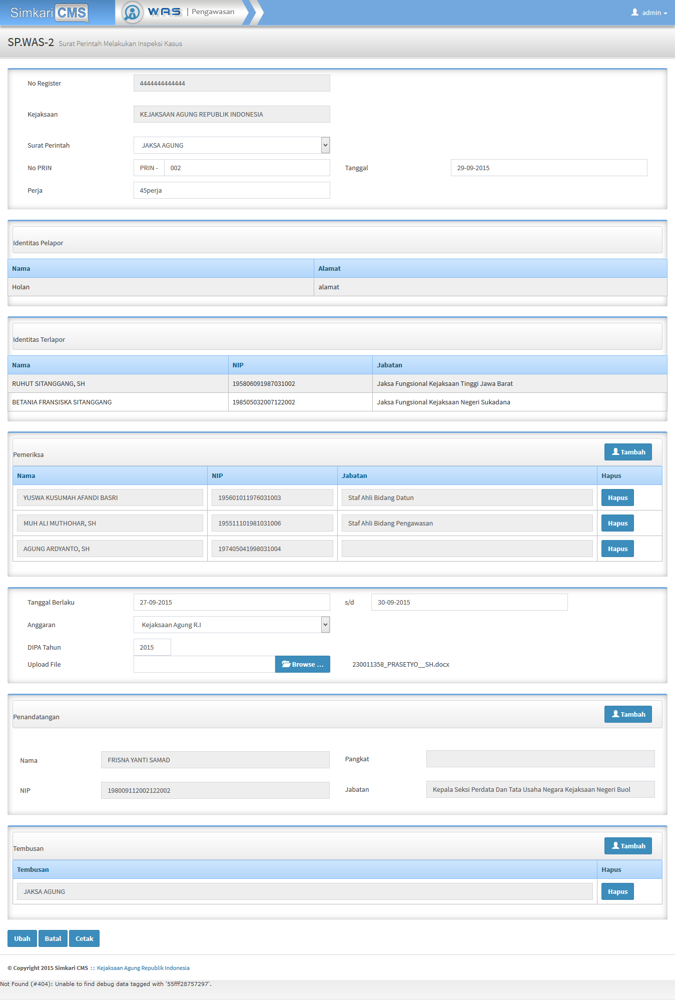 Simkari CMS WAS | Pengawasan admin
SP.WAS-2 Surat Perintah Melakukan Inspeksi Kasus
No Register 4444444444444
Kejaksaan KEJAKSAAN AGUNG REPUBLIK INDONESIA
Surat Perintah JAKSA AGUNG
No PRIN PRIN - 002 Tanggal 29-09-2015
Perja 45perja
Identitas Pelapor
Nama Alamat
Holan alamat
Identitas Terlapor
Nama NIP Jabatan
RUHUT SITANGGANG, SH 195806091987031002 Jaksa Fungsional Kejaksaan Tinggi Jawa Barat
BETANIA FRANSISKA SITANGGANG 198505032007122002 Jaksa Fungsional Kejaksaan Negeri Sukadana
Pemeriksa Tambah
Nama NIP Jabatan Hapus
YUSWA KUSUMAH AFANDI BASRI 195601011976031003 Staf Ahli Bidang Datun Hapus
MUH ALI MUTHOHAR, SH 195511101981031006 Staf Ahli Bidang Pengawasan Hapus
AGUNG ARDYANTO, SH 197405041998031004 Hapus
Tanggal Berlaku 27-09-2015 s/d 30-09-2015
Anggaran Kejaksaan Agung R.I
DIPA Tahun 2015
Upload File Browse ... 230011358_PRASETYO__SH.docx
Penandatangan Tambah
Nama FRISNA YANTI SAMAD Pangkat
NIP 198009112002122002 Jabatan Kepala Seksi Perdata Dan Tata Usaha Negara Kejaksaan Negeri Buol
Tembusan Tambah
Tembusan Hapus
JAKSA AGUNG Hapus
Ubah Batal Cetak
© Copyright 2015 Simkari CMS :: Kejaksaan Agung Republik Indonesia
Not Found (#404): Unable to find debug data tagged with '55fff28757297'.